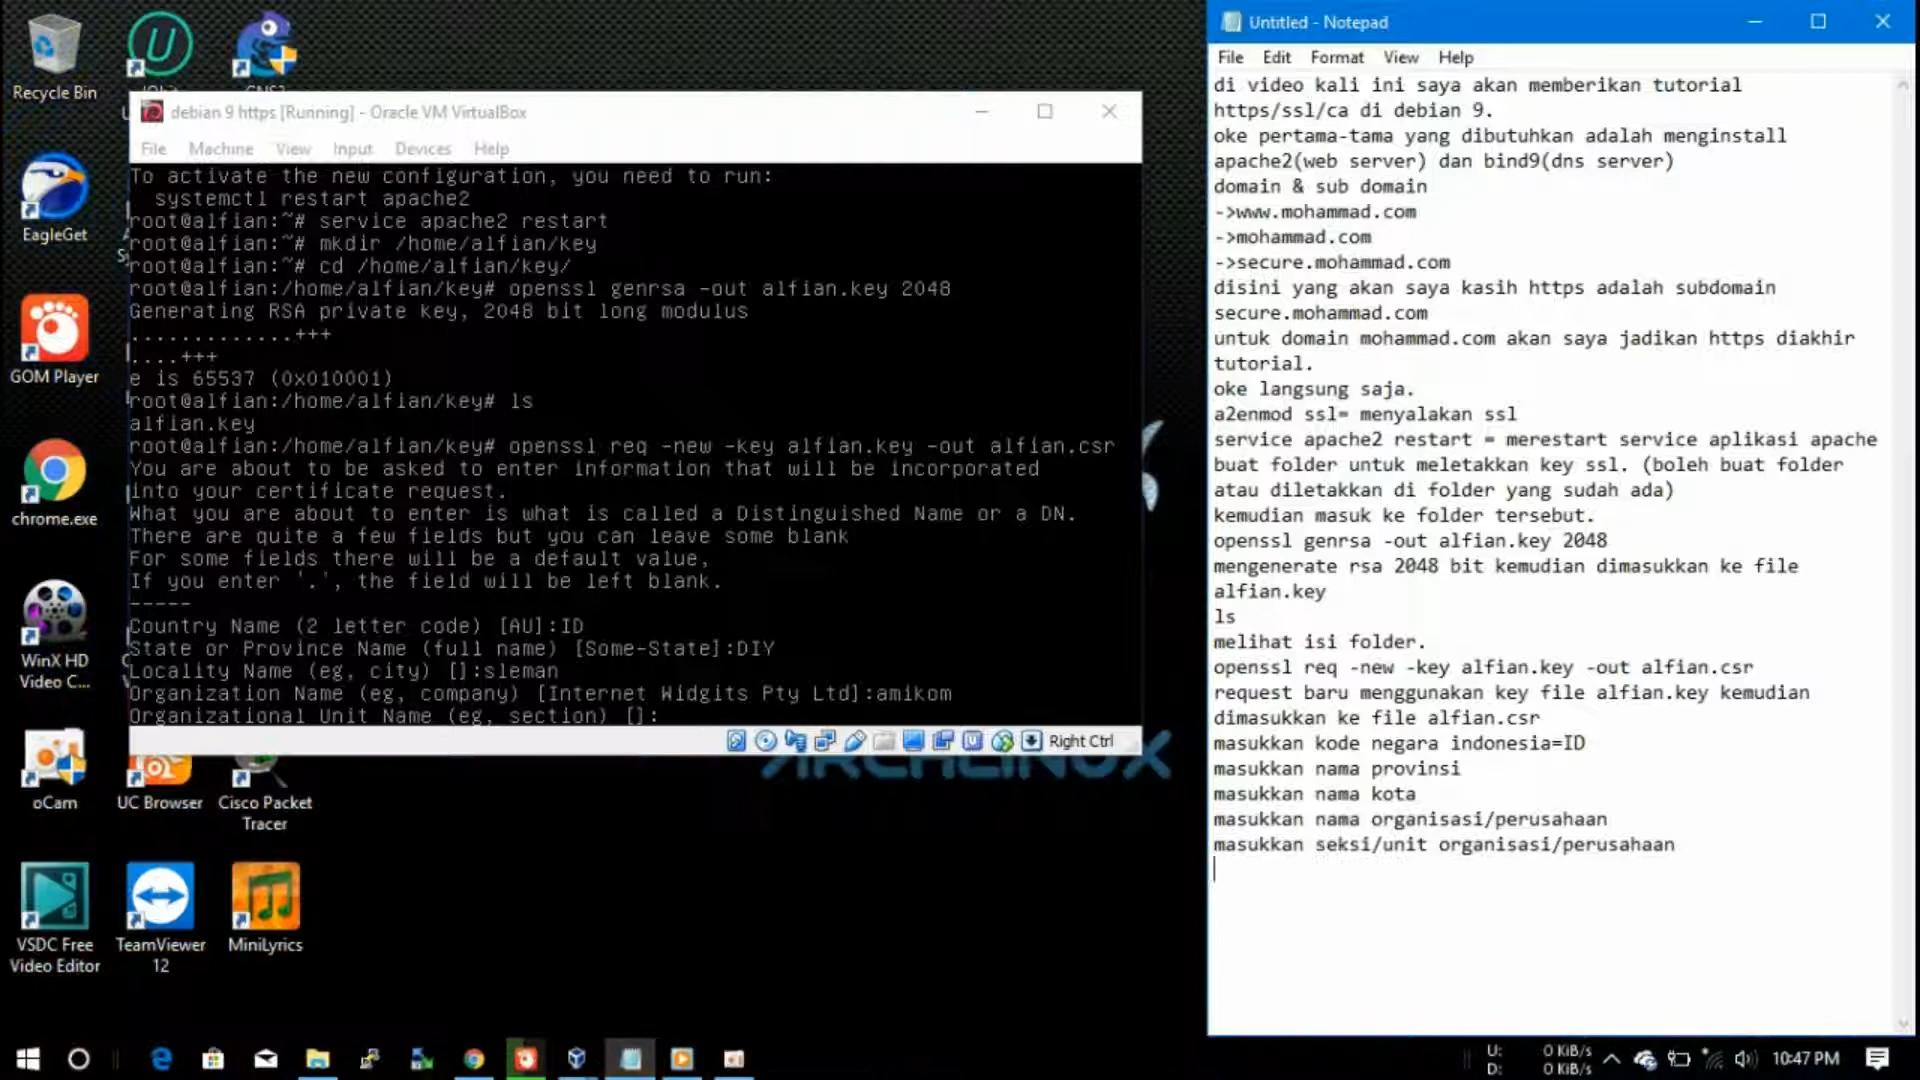 Recycle Bin
IObit
GNS3
EagleGet
GOM Player
chrome.exe
WinX HD
Video C...
oCam
UC Browser
Cisco Packet
Tracer
VSDC Free
Video Editor
TeamViewer
12
MiniLyrics
debian 9 https [Running] - Oracle VM VirtualBox
File Machine View Input Devices Help
To activate the new configuration, you need to run:
systemctl restart apache2
root@alfian:~# service apache2 restart
root@alfian:~# mkdir /home/alfian/key
root@alfian:~# cd /home/alfian/key/
root@alfian:/home/alfian/key# openssl genrsa -out alfian.key 2048
Generating RSA private key, 2048 bit long modulus
.............+++
....+++
e is 65537 (0x010001)
root@alfian:/home/alfian/key# ls
alfian.key
root@alfian:/home/alfian/key# openssl req -new -key alfian.key -out alfian.csr
You are about to be asked to enter information that will be incorporated
into your certificate request.
What you are about to enter is what is called a Distinguished Name or a DN.
There are quite a few fields but you can leave some blank
For some fields there will be a default value,
If you enter '.', the field will be left blank.
-----
Country Name (2 letter code) [AU]:ID
State or Province Name (full name) [Some-State]:DIY
Locality Name (eg, city) []:sleman
Organization Name (eg, company) [Internet Widgits Pty Ltd]:amikom
Organizational Unit Name (eg, section) []:
Right Ctrl
ARCHLINUX
Untitled - Notepad
File Edit Format View Help
di video kali ini saya akan memberikan tutorial
https/ssl/ca di debian 9.
oke pertama-tama yang dibutuhkan adalah menginstall
apache2(web server) dan bind9(dns server)
domain & sub domain
->www.mohammad.com
->mohammad.com
->secure.mohammad.com
disini yang akan saya kasih https adalah subdomain
secure.mohammad.com
untuk domain mohammad.com akan saya jadikan https diakhir
tutorial.
oke langsung saja.
a2enmod ssl= menyalakan ssl
service apache2 restart = merestart service aplikasi apache
buat folder untuk meletakkan key ssl. (boleh buat folder
atau diletakkan di folder yang sudah ada)
kemudian masuk ke folder tersebut.
openssl genrsa -out alfian.key 2048
mengenerate rsa 2048 bit kemudian dimasukkan ke file
alfian.key
ls
melihat isi folder.
openssl req -new -key alfian.key -out alfian.csr
request baru menggunakan key file alfian.key kemudian
dimasukkan ke file alfian.csr
masukkan kode negara indonesia=ID
masukkan nama provinsi
masukkan nama kota
masukkan nama organisasi/perusahaan
masukkan seksi/unit organisasi/perusahaan
U: 0 KiB/s
D: 0 KiB/s
10:47 PM